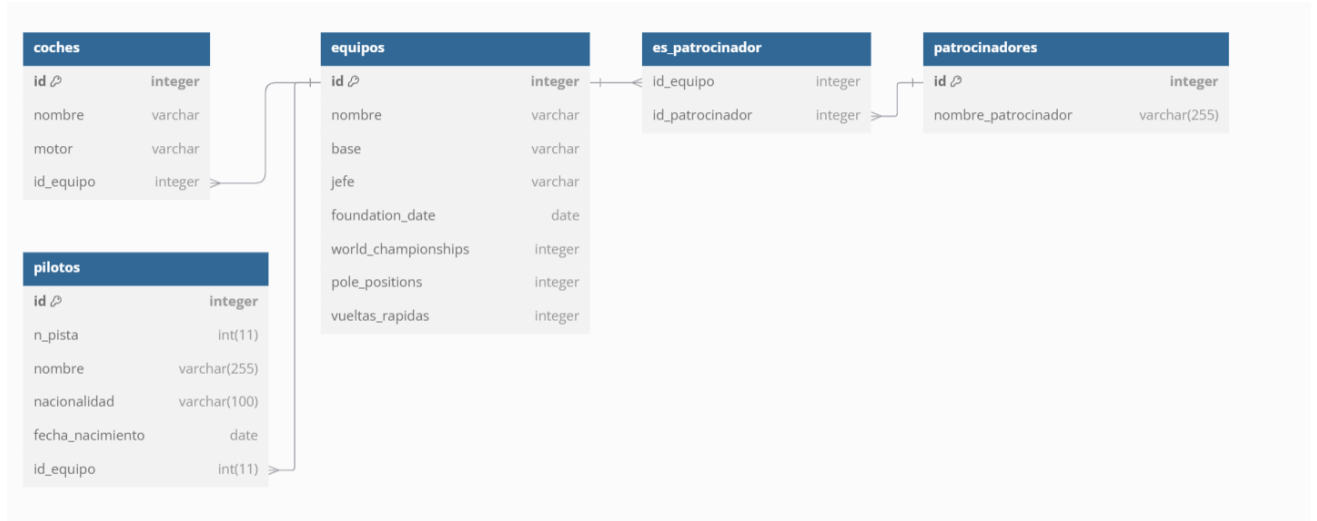 coches
id integer
nombre varchar
motor varchar
id_equipo integer
pilotos
id integer
n_pista int(11)
nombre varchar(255)
nacionalidad varchar(100)
fecha_nacimiento date
id_equipo int(11)
equipos
id integer
nombre varchar
base varchar
jefe varchar
foundation_date date
world_championships integer
pole_positions integer
vueltas_rapidas integer
es_patrocinador
id_equipo integer
id_patrocinador integer
patrocinadores
id integer
nombre_patrocinador varchar(255)